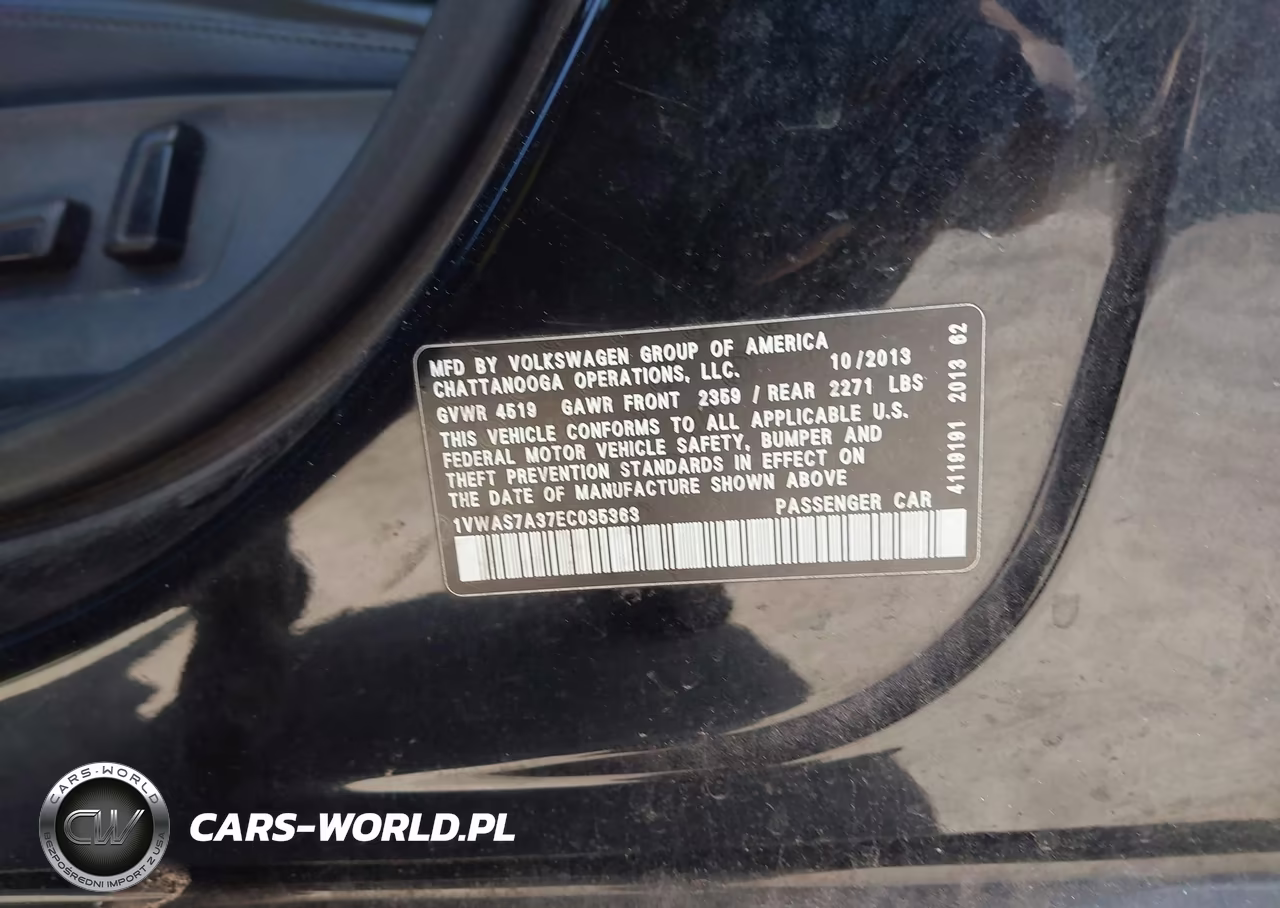 MFD BY VOLKSWAGEN GROUP OF AMERICA
CHATTANOOGA OPERATIONS, LLC. 10/2013
GVWR 4519 GAWR FRONT 2359 / REAR 2271 LBS
THIS VEHICLE CONFORMS TO ALL APPLICABLE U.S.
FEDERAL MOTOR VEHICLE SAFETY, BUMPER AND
THEFT PREVENTION STANDARDS IN EFFECT ON
THE DATE OF MANUFACTURE SHOWN ABOVE
1VWAS7A37EC035363 PASSENGER CAR
4119191 2013 62
CARS-WORLD
CW
BEZPOŚREDNI IMPORT Z USA
CARS-WORLD.PL